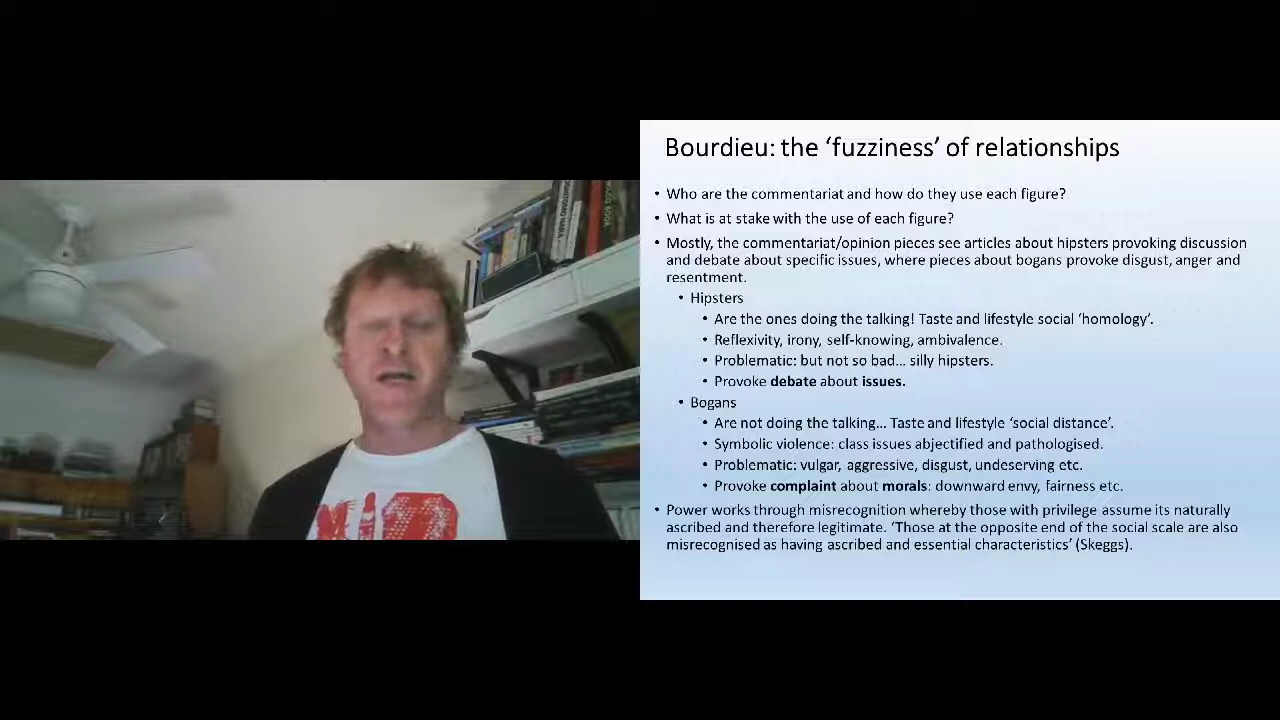 Bourdieu: the ‘fuzziness’ of relationships
• Who are the commentariat and how do they use each figure?
• What is at stake with the use of each figure?
• Mostly, the commentariat/opinion pieces see articles about hipsters provoking discussion
and debate about specific issues, where pieces about bogans provoke disgust, anger and
resentment.
• Hipsters
• Are the ones doing the talking! Taste and lifestyle social ‘homology’.
• Reflexivity, irony, self-knowing, ambivalence.
• Problematic: but not so bad... silly hipsters.
• Provoke debate about issues.
• Bogans
• Are not doing the talking... Taste and lifestyle ‘social distance’.
• Symbolic violence: class issues abjectified and pathologised.
• Problematic: vulgar, aggressive, disgust, undeserving etc.
• Provoke complaint about morals: downward envy, fairness etc.
• Power works through misrecognition whereby those with privilege assume its naturally
ascribed and therefore legitimate. ‘Those at the opposite end of the social scale are also
misrecognised as having ascribed and essential characteristics’ (Skeggs).